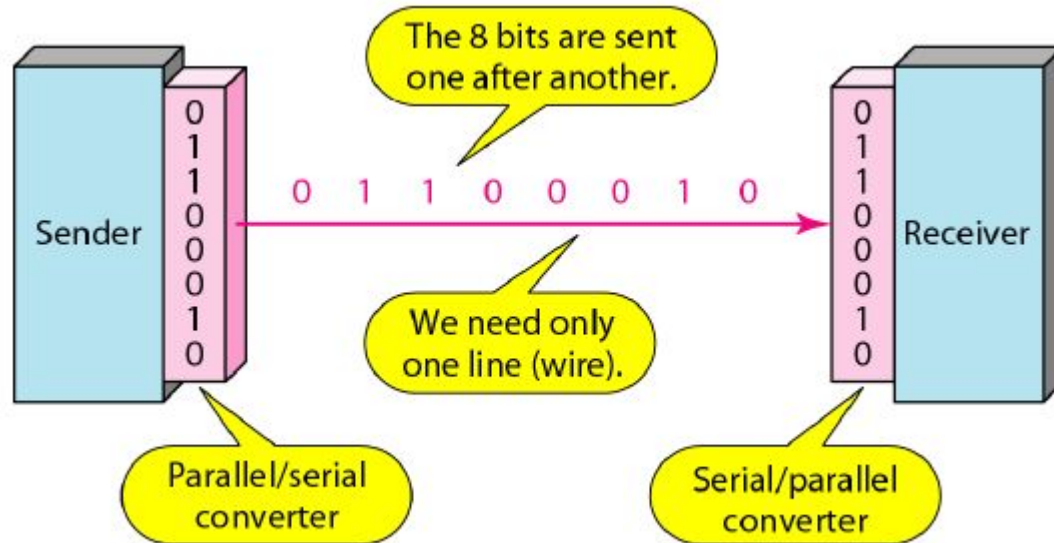 The 8 bits are sent
one after another.
0
1
1
0
0
0
1
0
0 1 1 0 0 0 1 0
0
1
1
0
0
0
1
0
Sender
Receiver
We need only
one line (wire).
Parallel/serial
converter
Serial/parallel
converter